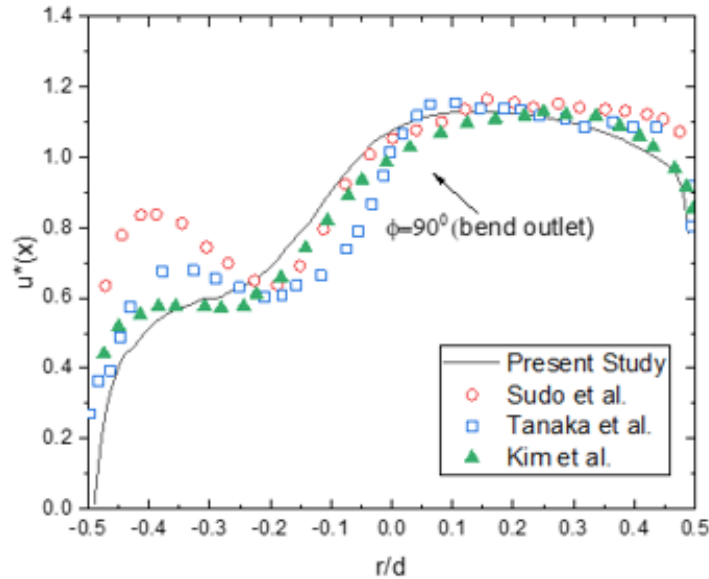 1.4
1.2
1.0
0.8
0.6
0.4
0.2
0.0
u*(x)
ϕ=90⁰(bend outlet)
Present Study
Sudo et al.
Tanaka et al.
Kim et al.
-0.5 -0.4 -0.3 -0.2 -0.1 0.0 0.1 0.2 0.3 0.4 0.5
r/d